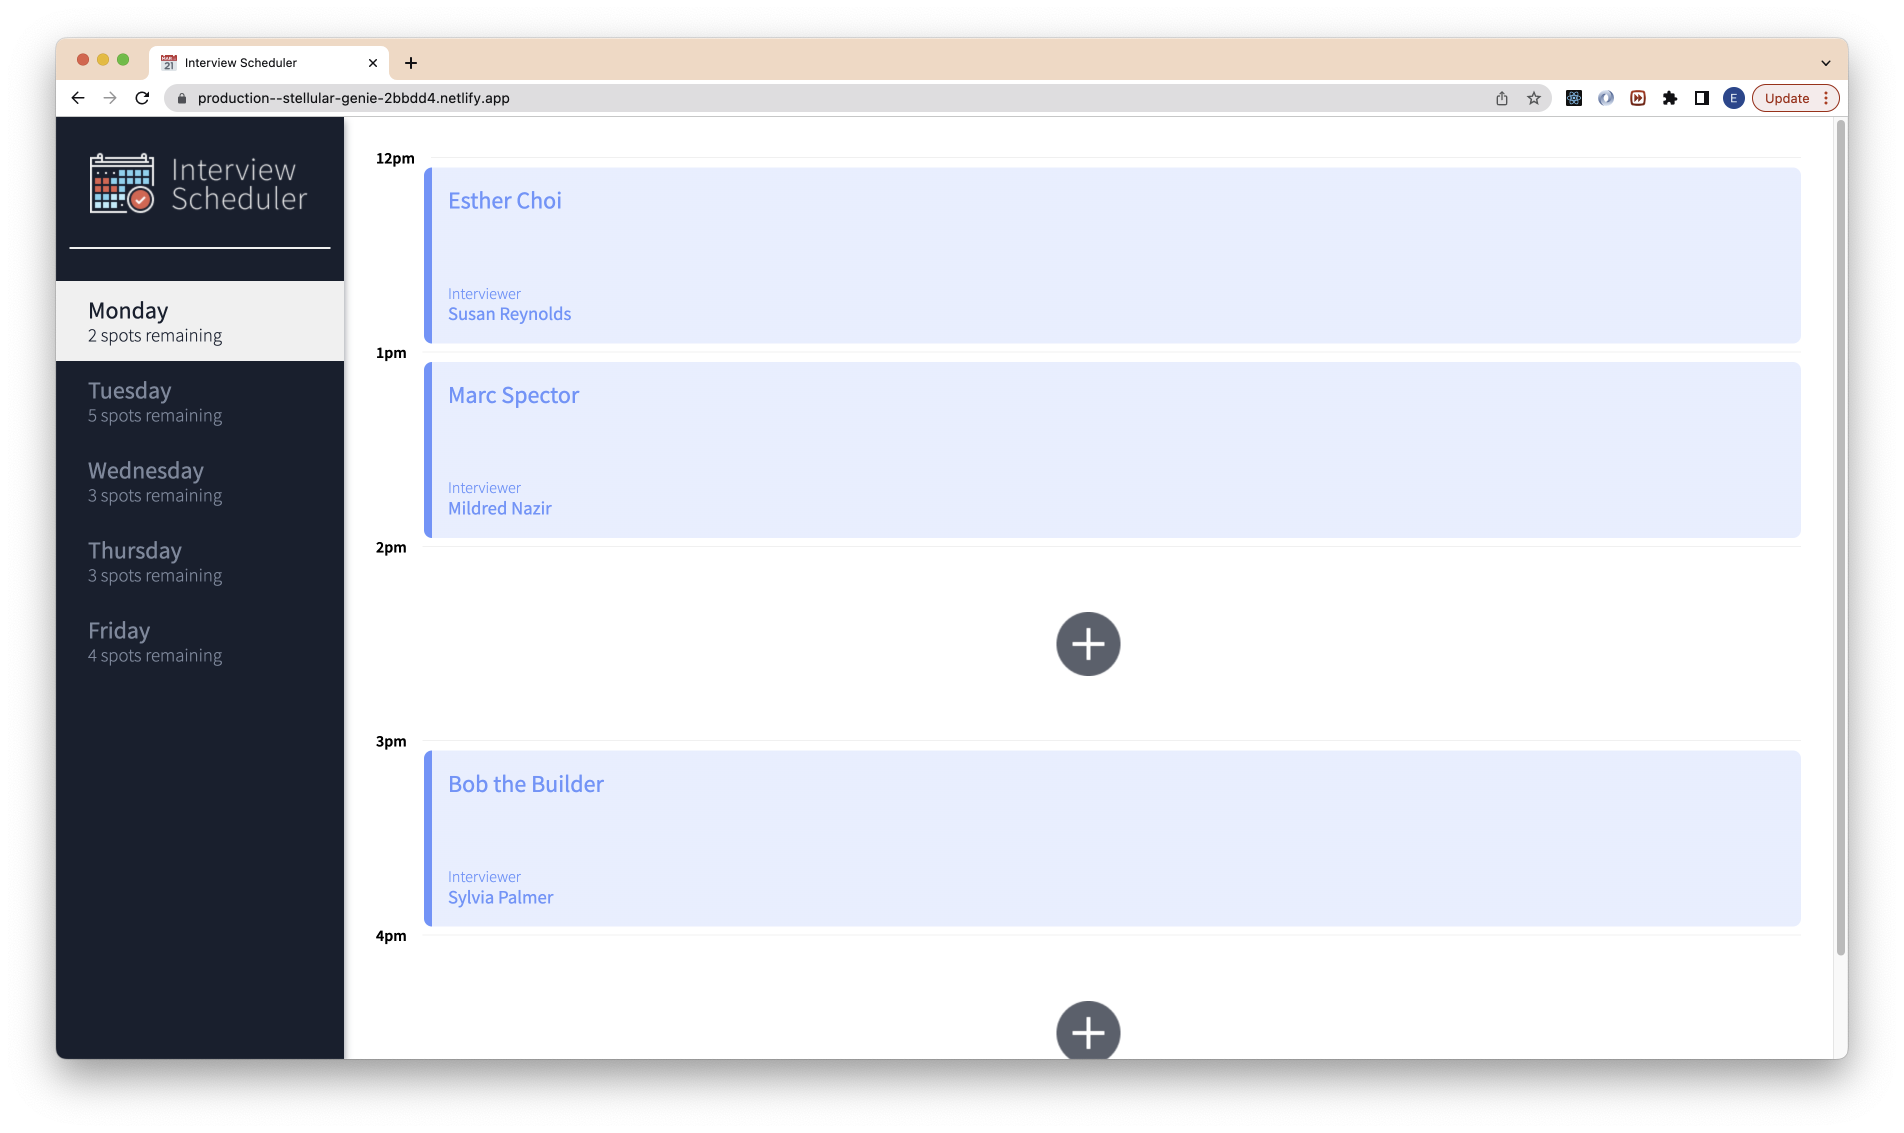 Interview Scheduler
production--stellular-genie-2bbdd4.netlify.app
E
Update
Interview
Scheduler
Monday
2 spots remaining
Tuesday
5 spots remaining
Wednesday
3 spots remaining
Thursday
3 spots remaining
Friday
4 spots remaining
12pm
Esther Choi
Interviewer
Susan Reynolds
1pm
Marc Spector
Interviewer
Mildred Nazir
2pm
3pm
Bob the Builder
Interviewer
Sylvia Palmer
4pm